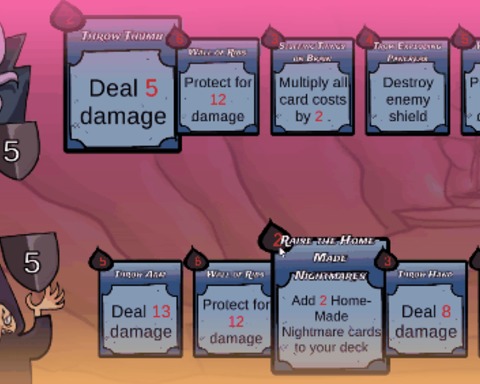 Throw Thumb
Deal 5
damage
Wall of Ribs
Protect for
12
damage
on Brain
Multiply all
card costs
by 2 .
Throw Exploding
Pancreas
Destroy
enemy
shield
5
5
5
Throw Arm
Deal 13
damage
6
Wall of Ribs
Protect for
12
damage
2
Raise the Home-
Made
Nightmares
Add 2 Home-
Made
Nightmare cards
to your deck
3
Throw Hand
Deal 8
damage